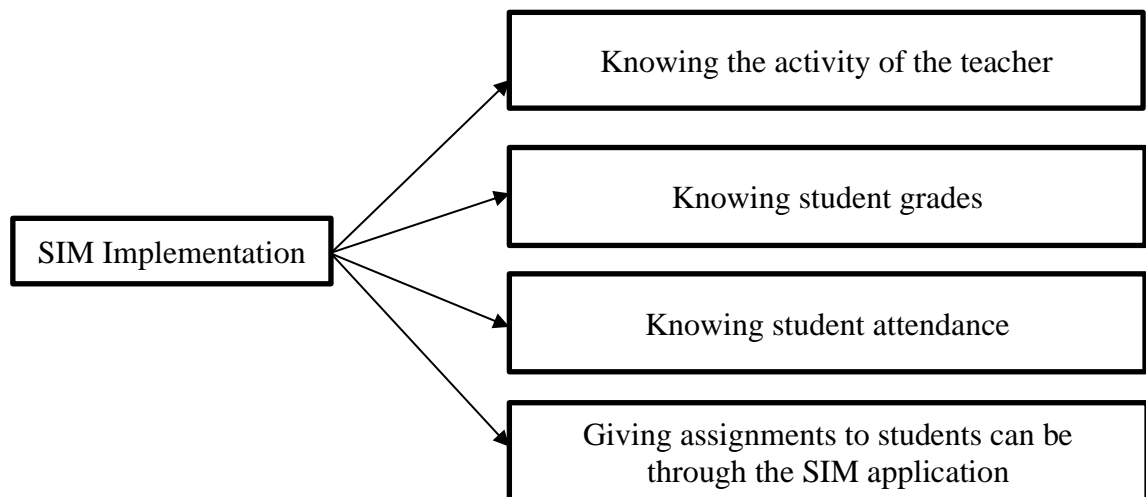 Knowing the activity of the teacher
Knowing student grades
SIM Implementation
Knowing student attendance
Giving assignments to students can be
through the SIM application